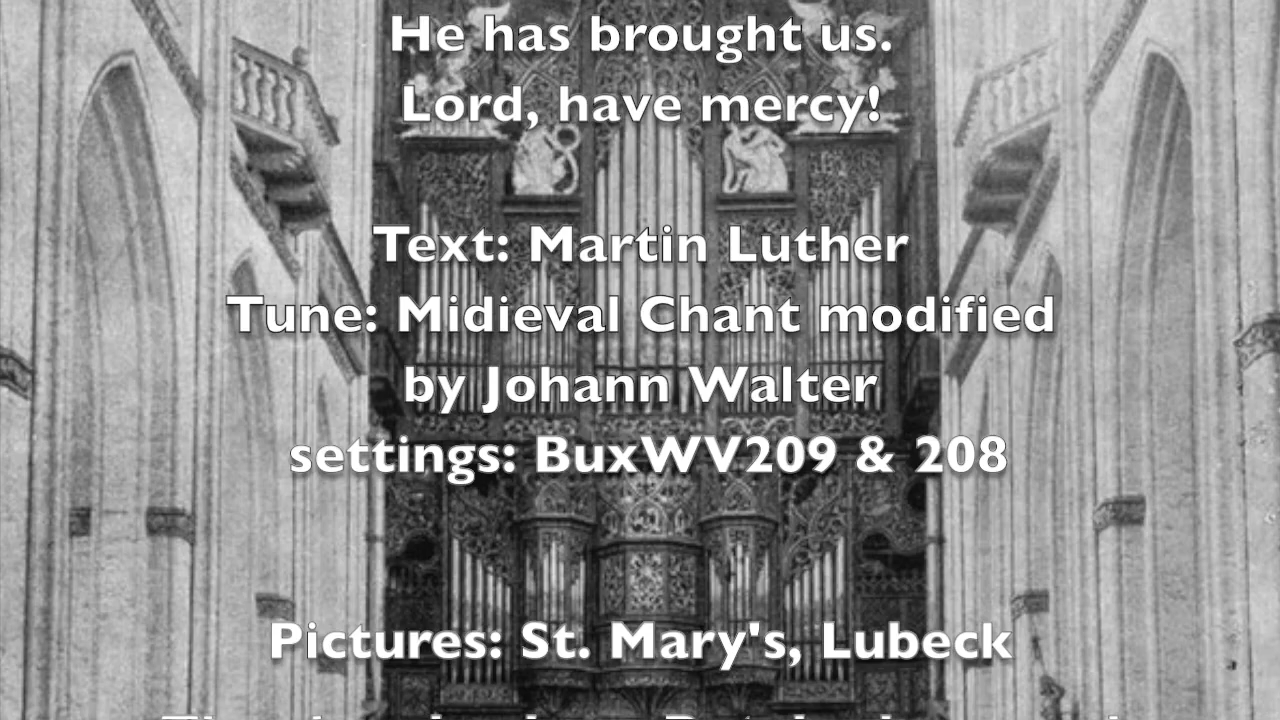 He has brought us.
Lord, have mercy!
Text: Martin Luther
Tune: Midieval Chant modified
by Johann Walter
settings: BuxWV209 & 208
Pictures: St. Mary's, Lubeck